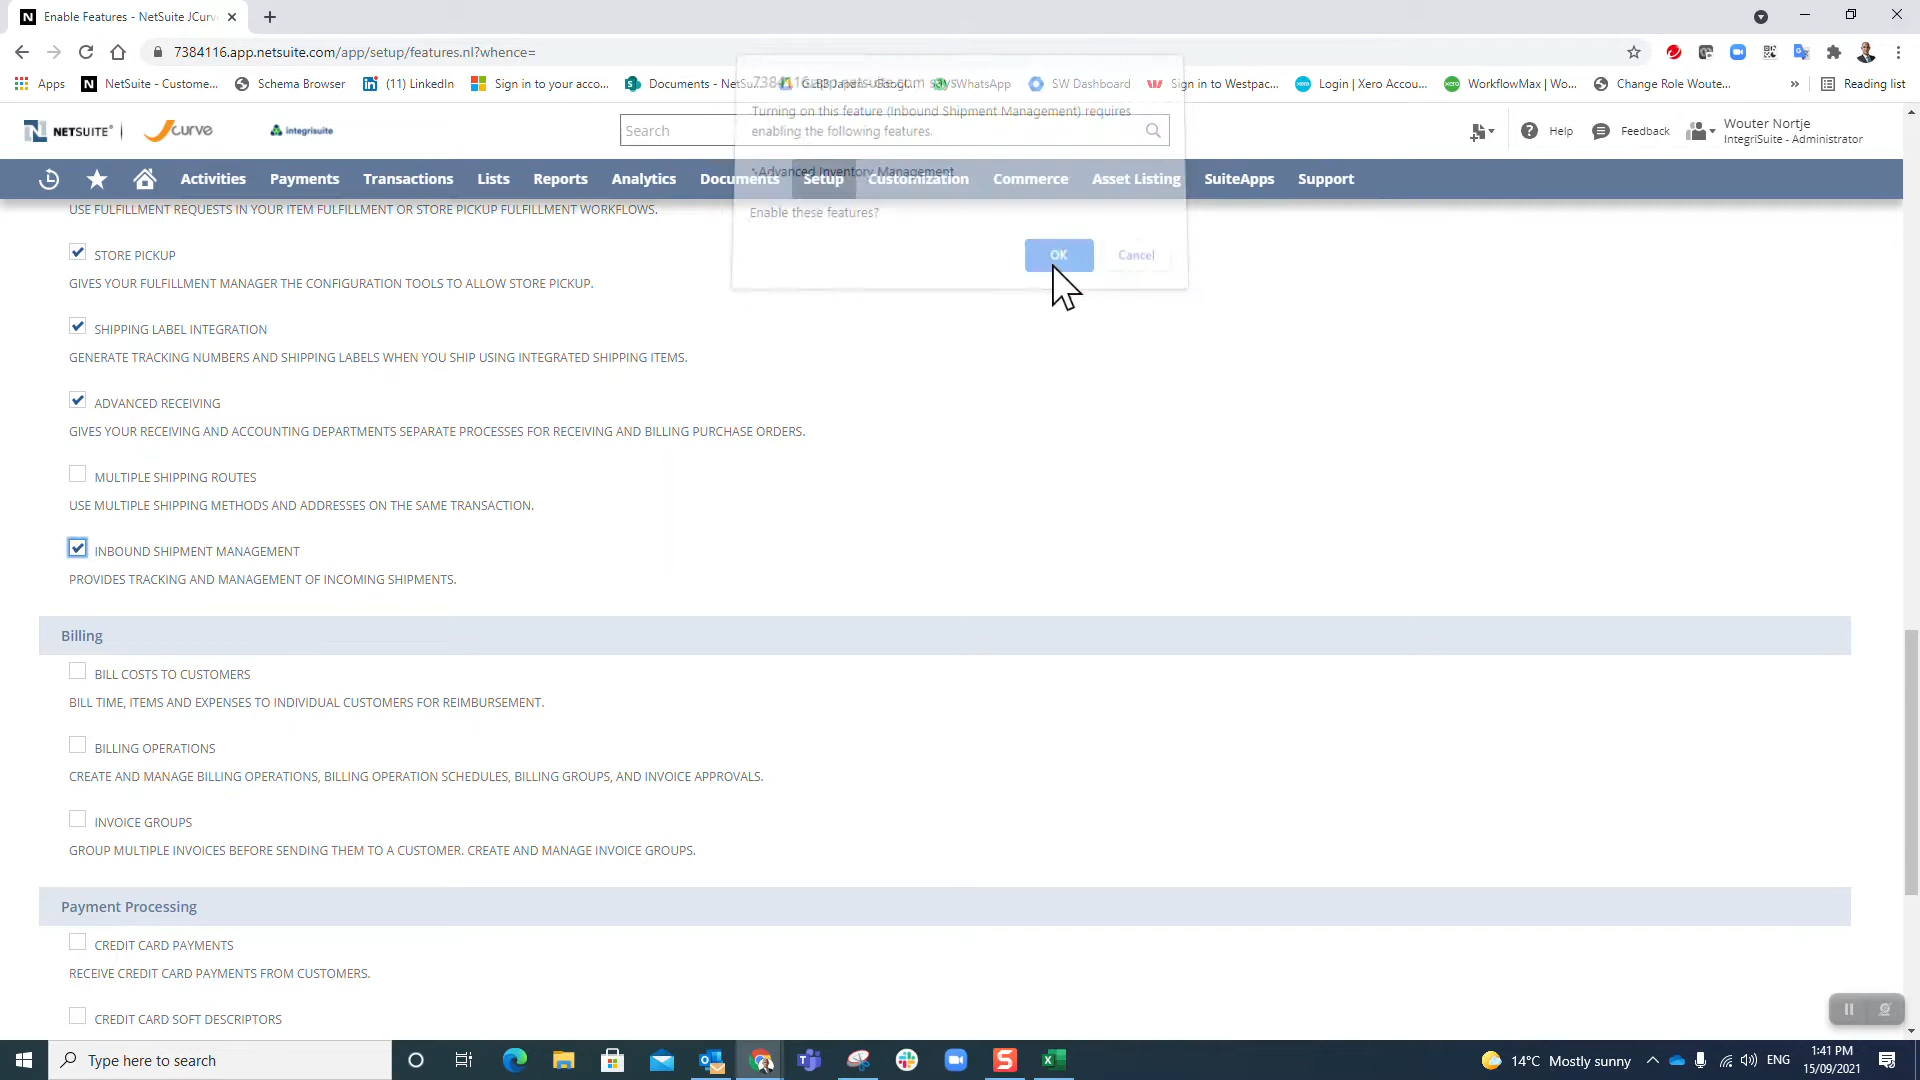 Enable Features - NetSuite JCurv
7384116.app.netsuite.com/app/setup/features.nl?whence=
Apps
NetSuite - Custome...
Schema Browser
(11) LinkedIn
Sign in to your acco...
Documents - NetSu
WhatsApp
SW Dashboard
Sign in to Westpac...
Login | Xero Accou...
WorkflowMax | Wo...
Change Role Woute...
»
Reading list
7384116.app.netsuite.com says
Turning on this feature (Inbound Shipment Management) requires
enabling the following features.
- Advanced Inventory Management
Enable these features?
OK
Cancel
NETSUITE
Jcurve
integrisuite
Search
Help
Feedback
Wouter Nortje
IntegriSuite - Administrator
Activities
Payments
Transactions
Lists
Reports
Analytics
Documents
Setup
Customization
Commerce
Asset Listing
SuiteApps
Support
USE FULFILLMENT REQUESTS IN YOUR ITEM FULFILLMENT OR STORE PICKUP FULFILLMENT WORKFLOWS.
STORE PICKUP
GIVES YOUR FULFILLMENT MANAGER THE CONFIGURATION TOOLS TO ALLOW STORE PICKUP.
SHIPPING LABEL INTEGRATION
GENERATE TRACKING NUMBERS AND SHIPPING LABELS WHEN YOU SHIP USING INTEGRATED SHIPPING ITEMS.
ADVANCED RECEIVING
GIVES YOUR RECEIVING AND ACCOUNTING DEPARTMENTS SEPARATE PROCESSES FOR RECEIVING AND BILLING PURCHASE ORDERS.
MULTIPLE SHIPPING ROUTES
USE MULTIPLE SHIPPING METHODS AND ADDRESSES ON THE SAME TRANSACTION.
INBOUND SHIPMENT MANAGEMENT
PROVIDES TRACKING AND MANAGEMENT OF INCOMING SHIPMENTS.
Billing
BILL COSTS TO CUSTOMERS
BILL TIME, ITEMS AND EXPENSES TO INDIVIDUAL CUSTOMERS FOR REIMBURSEMENT.
BILLING OPERATIONS
CREATE AND MANAGE BILLING OPERATIONS, BILLING OPERATION SCHEDULES, BILLING GROUPS, AND INVOICE APPROVALS.
INVOICE GROUPS
GROUP MULTIPLE INVOICES BEFORE SENDING THEM TO A CUSTOMER. CREATE AND MANAGE INVOICE GROUPS.
Payment Processing
CREDIT CARD PAYMENTS
RECEIVE CREDIT CARD PAYMENTS FROM CUSTOMERS.
CREDIT CARD SOFT DESCRIPTORS
Type here to search
14°C Mostly sunny
ENG
1:41 PM
15/09/2021